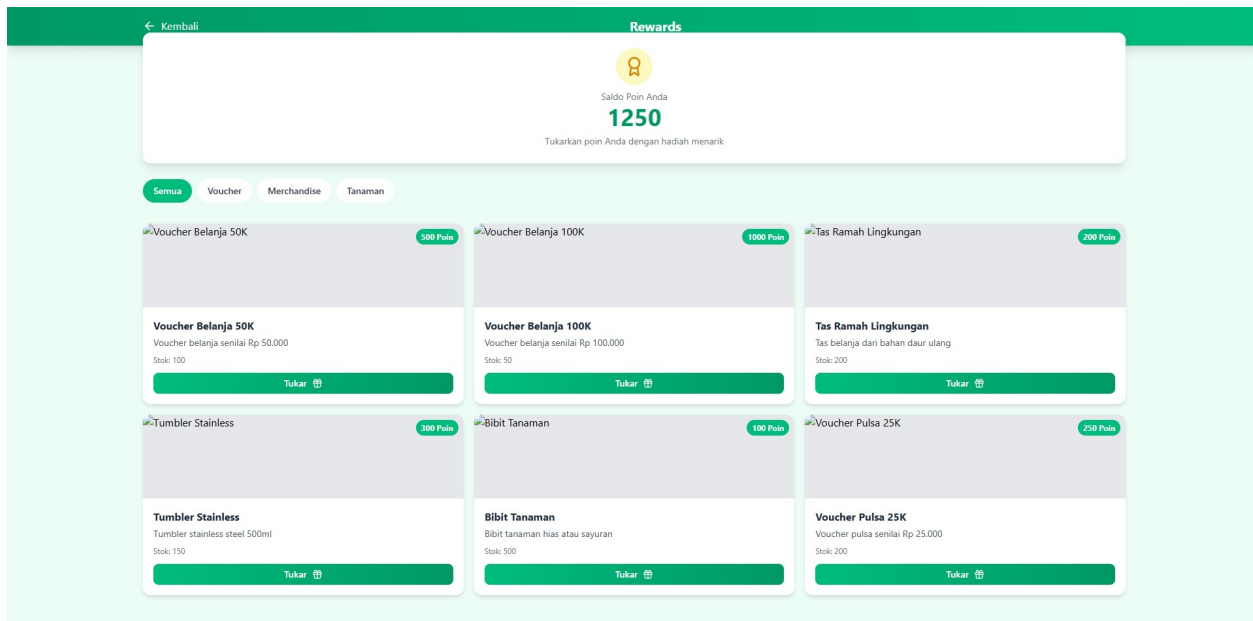 Kembali
Rewards
Saldo Poin Anda
1250
Tukarkan poin Anda dengan hadiah menarik
Semua
Voucher
Merchandise
Tanaman
Voucher Belanja 50K
500 Poin
Voucher Belanja 50K
Voucher belanja senilai Rp 50.000
Stok: 100
Tukar
Voucher Belanja 100K
1000 Poin
Voucher Belanja 100K
Voucher belanja senilai Rp 100.000
Stok: 50
Tukar
Tas Ramah Lingkungan
200 Poin
Tas Ramah Lingkungan
Tas belanja dari bahan daur ulang
Stok: 200
Tukar
Tumbler Stainless
300 Poin
Tumbler Stainless
Tumbler stainless steel 500ml
Stok: 150
Tukar
Bibit Tanaman
100 Poin
Bibit Tanaman
Bibit tanaman hias atau sayuran
Stok: 500
Tukar
Voucher Pulsa 25K
250 Poin
Voucher Pulsa 25K
Voucher pulsa senilai Rp 25.000
Stok: 200
Tukar